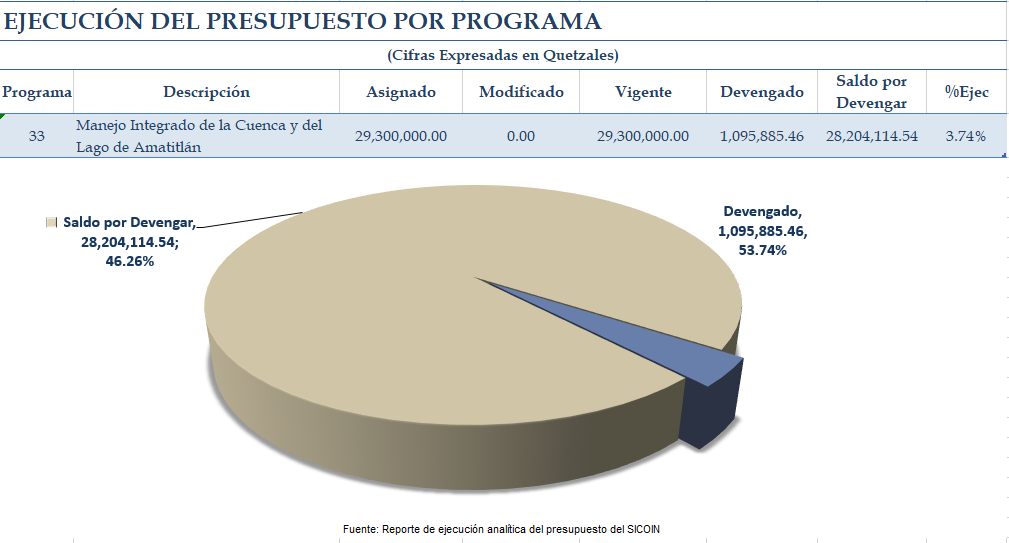 EJECUCIÓN DEL PRESUPUESTO POR PROGRAMA
(Cifras Expresadas en Quetzales)
Programa Descripción Asignado Modificado Vigente Devengado Saldo por Devengar %Ejec
33 Manejo Integrado de la Cuenca y del Lago de Amatitlán 29,300,000.00 0.00 29,300,000.00 1,095,885.46 28,204,114.54 3.74%
Saldo por Devengar,
28,204,114.54;
46.26%
Devengado,
1,095,885.46,
53.74%
Fuente: Reporte de ejecución analítica del presupuesto del SICOIN